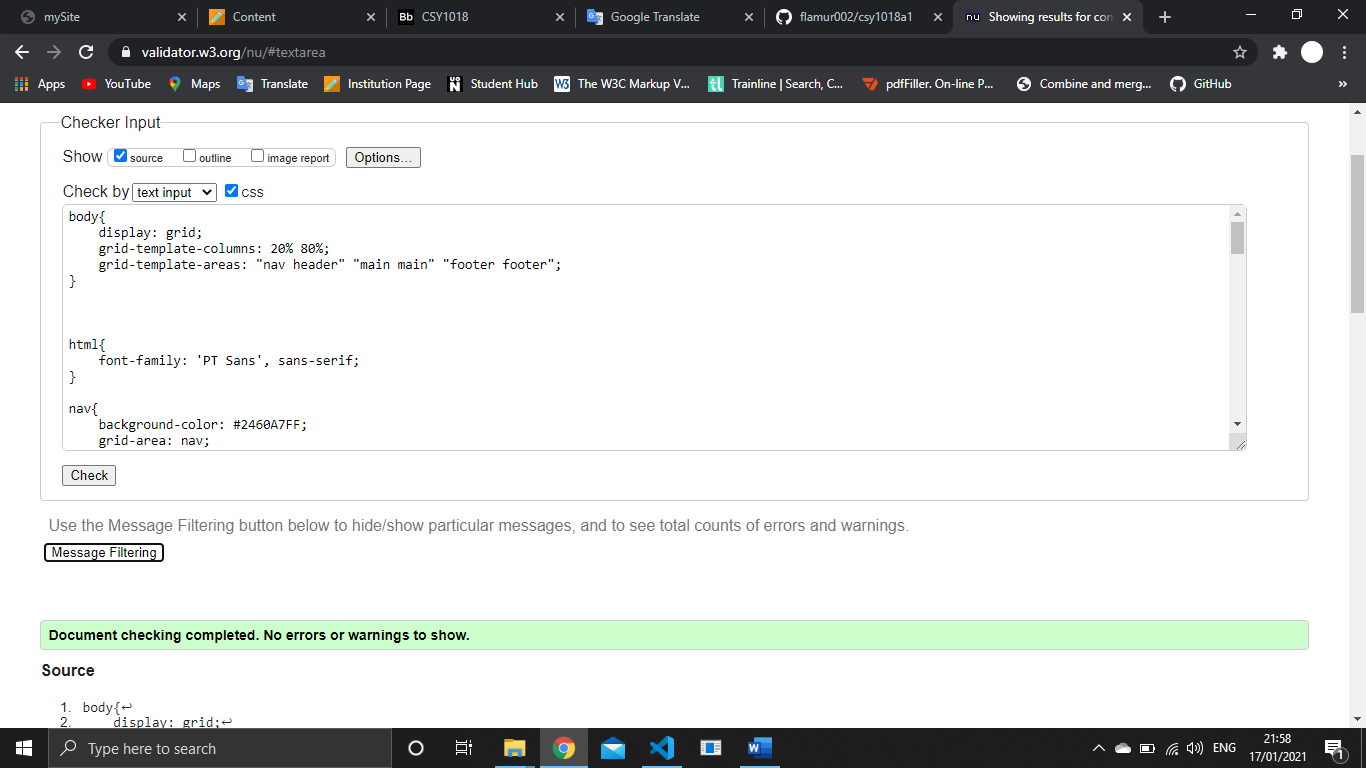 mySite
Content
Bb CSY1018
Google Translate
flamur002/csy1018a1
nu Showing results for con
validator.w3.org/nu/#textarea
Apps YouTube Maps Translate Institution Page Student Hub The W3C Markup V... Trainline | Search, C... pdfFiller. On-line P... Combine and merg... GitHub »
Checker Input
Show source outline image report Options...
Check by text input css
body{
display: grid;
grid-template-columns: 20% 80%;
grid-template-areas: "nav header" "main main" "footer footer";
}
html{
font-family: 'PT Sans', sans-serif;
}
nav{
background-color: #2460A7FF;
grid-area: nav;
Check
Use the Message Filtering button below to hide/show particular messages, and to see total counts of errors and warnings.
Message Filtering
Document checking completed. No errors or warnings to show.
Source
1. body{↩
2. display: grid;↩
Type here to search
ENG
21:58
17/01/2021
1